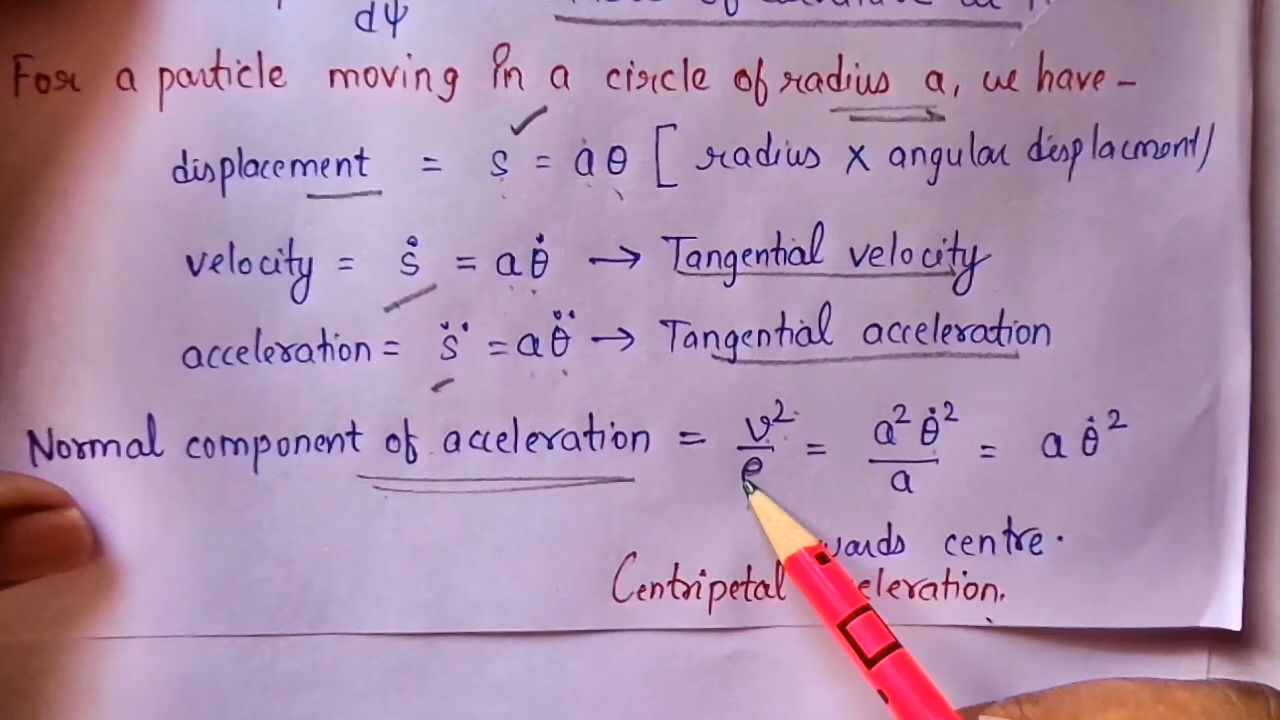 dψ
For a particle moving in a circle of radius a, we have -
displacement = s = aθ [ radius × angular displacment)
velocity = ṡ = aθ̇ → Tangential velocity
acceleration = s̈ = aθ̈ → Tangential acceleration
Normal component of acceleration = v²/ρ = a²θ̇²/a = aθ̇²
centre.
Centripetal